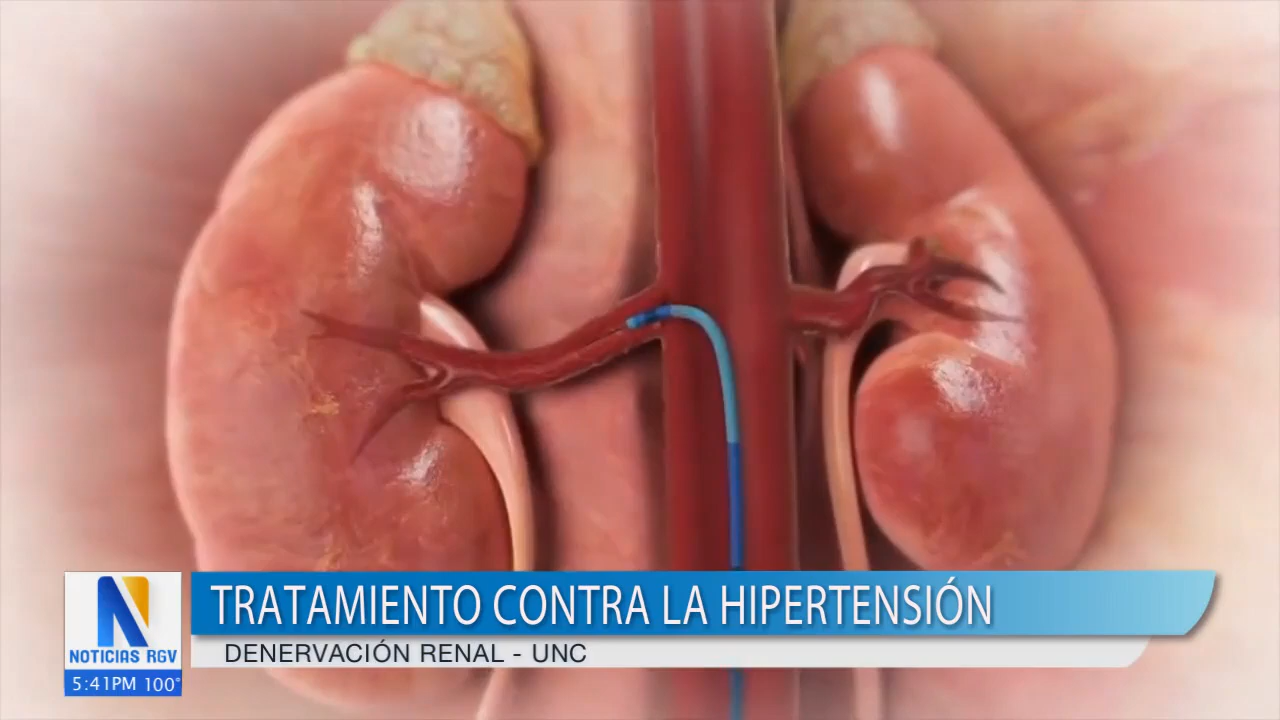 TRATAMIENTO CONTRA LA HIPERTENSIÓN
DENERVACIÓN RENAL - UNC
N
NOTICIAS RGV
5:41PM 100°